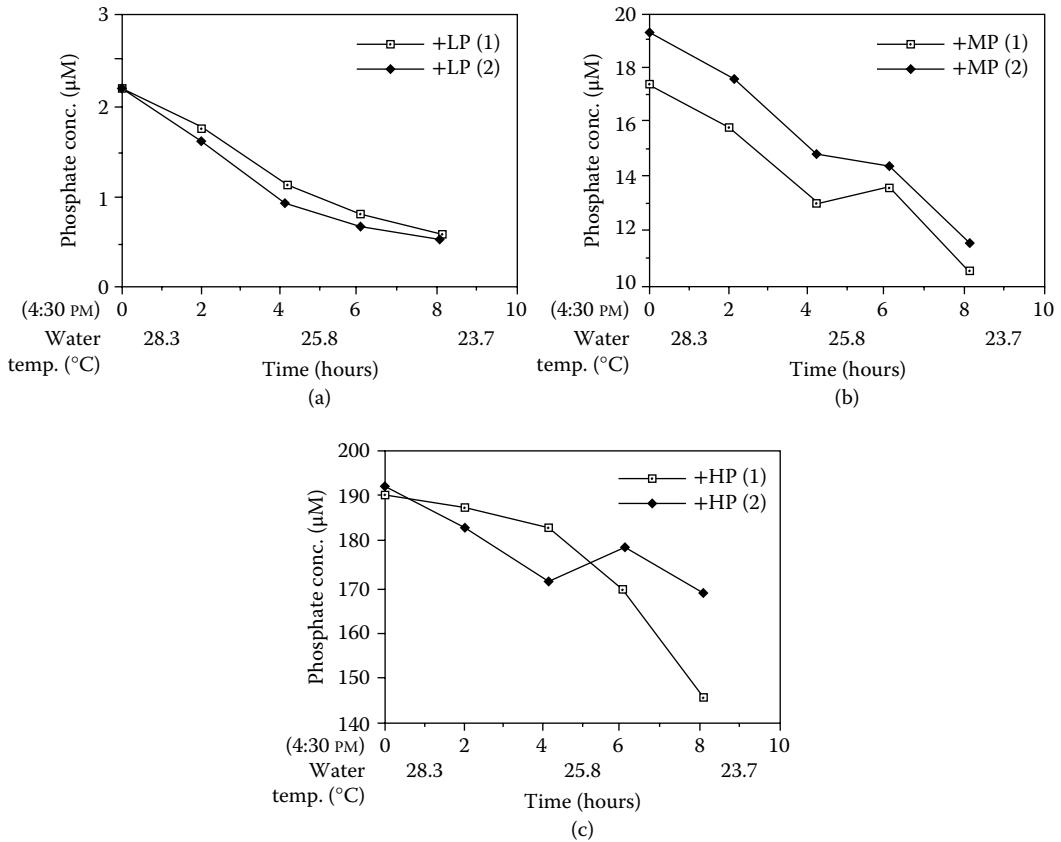 3
2
1
0
Phosphate conc. (µM)
+LP (1)
+LP (2)
(4:30 PM) 0 2 4 6 8 10
Water 28.3 25.8 23.7
temp. (°C) Time (hours)
(a)
20
18
16
14
12
10
Phosphate conc. (µM)
+MP (1)
+MP (2)
(4:30 PM) 0 2 4 6 8 10
Water 28.3 25.8 23.7
temp. (°C) Time (hours)
(b)
200
190
180
170
160
150
140
Phosphate conc. (µM)
+HP (1)
+HP (2)
(4:30 PM) 0 2 4 6 8 10
Water 28.3 25.8 23.7
temp. (°C) Time (hours)
(c)